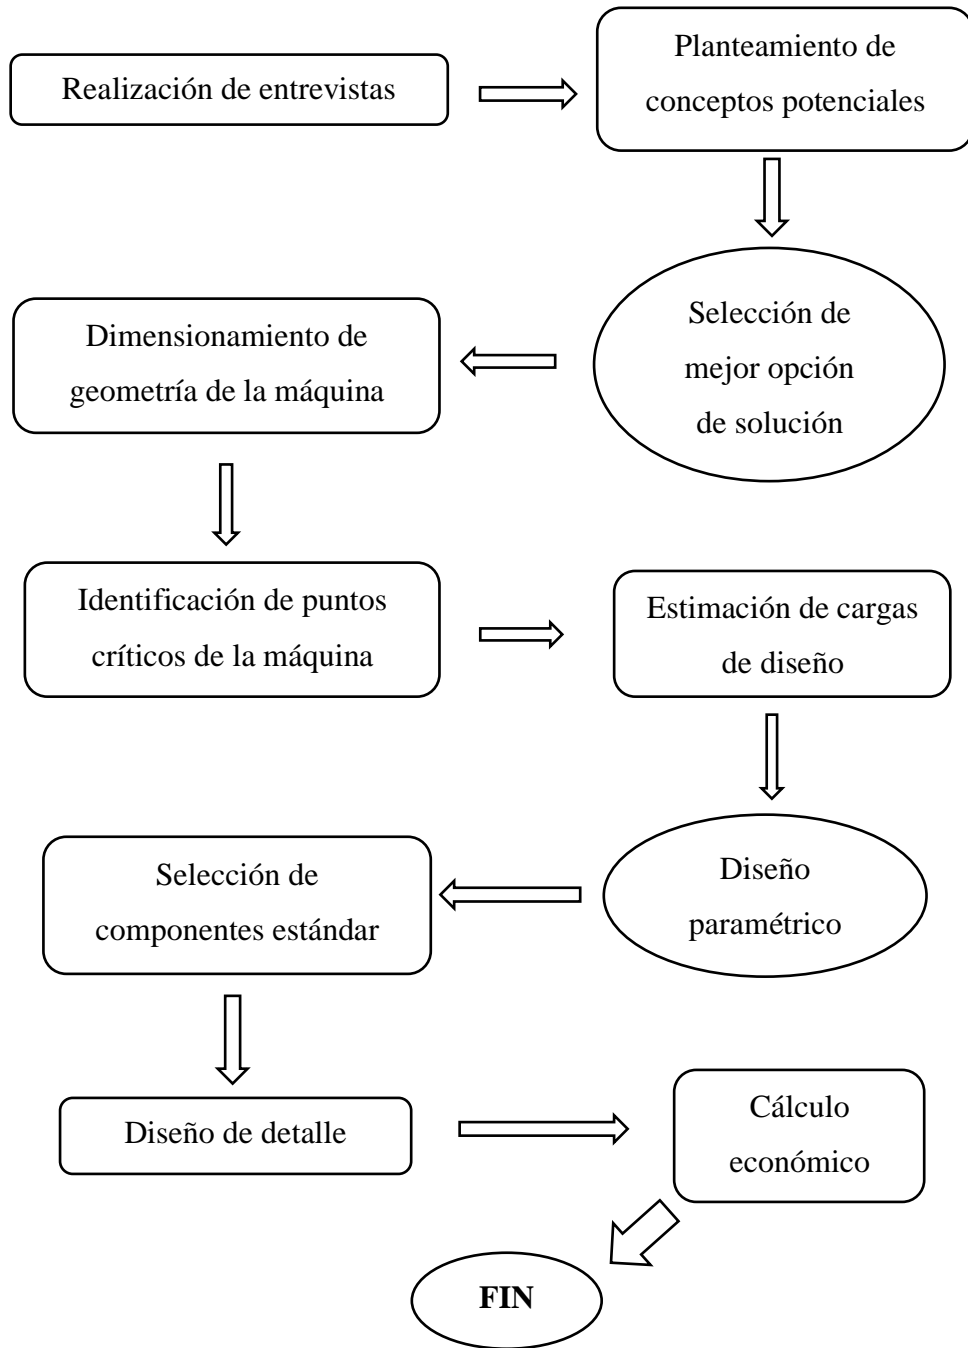 Realización de entrevistas
Planteamiento de
conceptos potenciales
Selección de
mejor opción
de solución
Dimensionamiento de
geometría de la máquina
Identificación de puntos
críticos de la máquina
Estimación de cargas
de diseño
Diseño
paramétrico
Selección de
componentes estándar
Diseño de detalle
Cálculo
económico
FIN